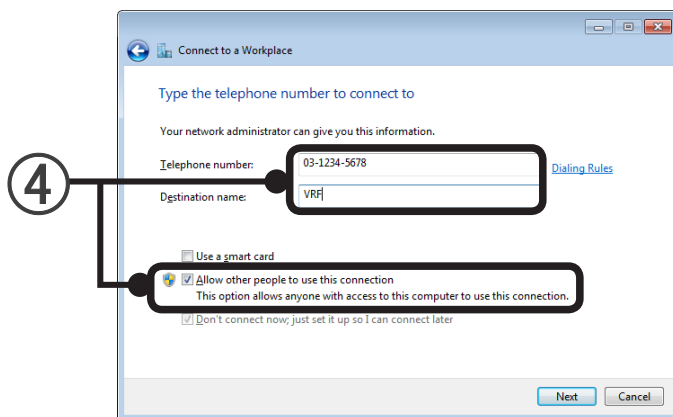 Connect to a Workplace
Type the telephone number to connect to
Your network administrator can give you this information.
Telephone number: 03-1234-5678 Dialing Rules
④
Destination name: VRF
Use a smart card
Allow other people to use this connection
This option allows anyone with access to this computer to use this connection.
Don't connect now; just set it up so I can connect later
Next Cancel